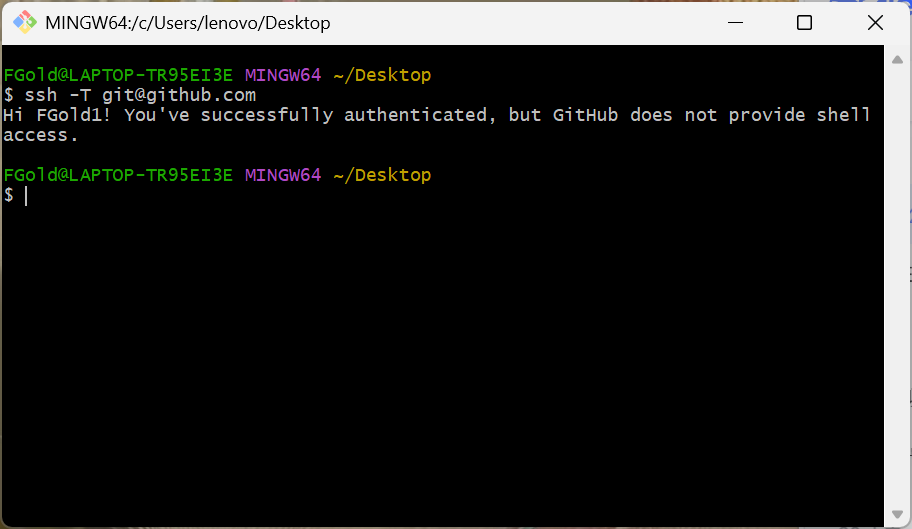 MINGW64:/c/Users/lenovo/Desktop
FGold@LAPTOP-TR95EI3E MINGW64 ~/Desktop
$ ssh -T git@github.com
Hi FGold1! You've successfully authenticated, but GitHub does not provide shell
access.
FGold@LAPTOP-TR95EI3E MINGW64 ~/Desktop
$